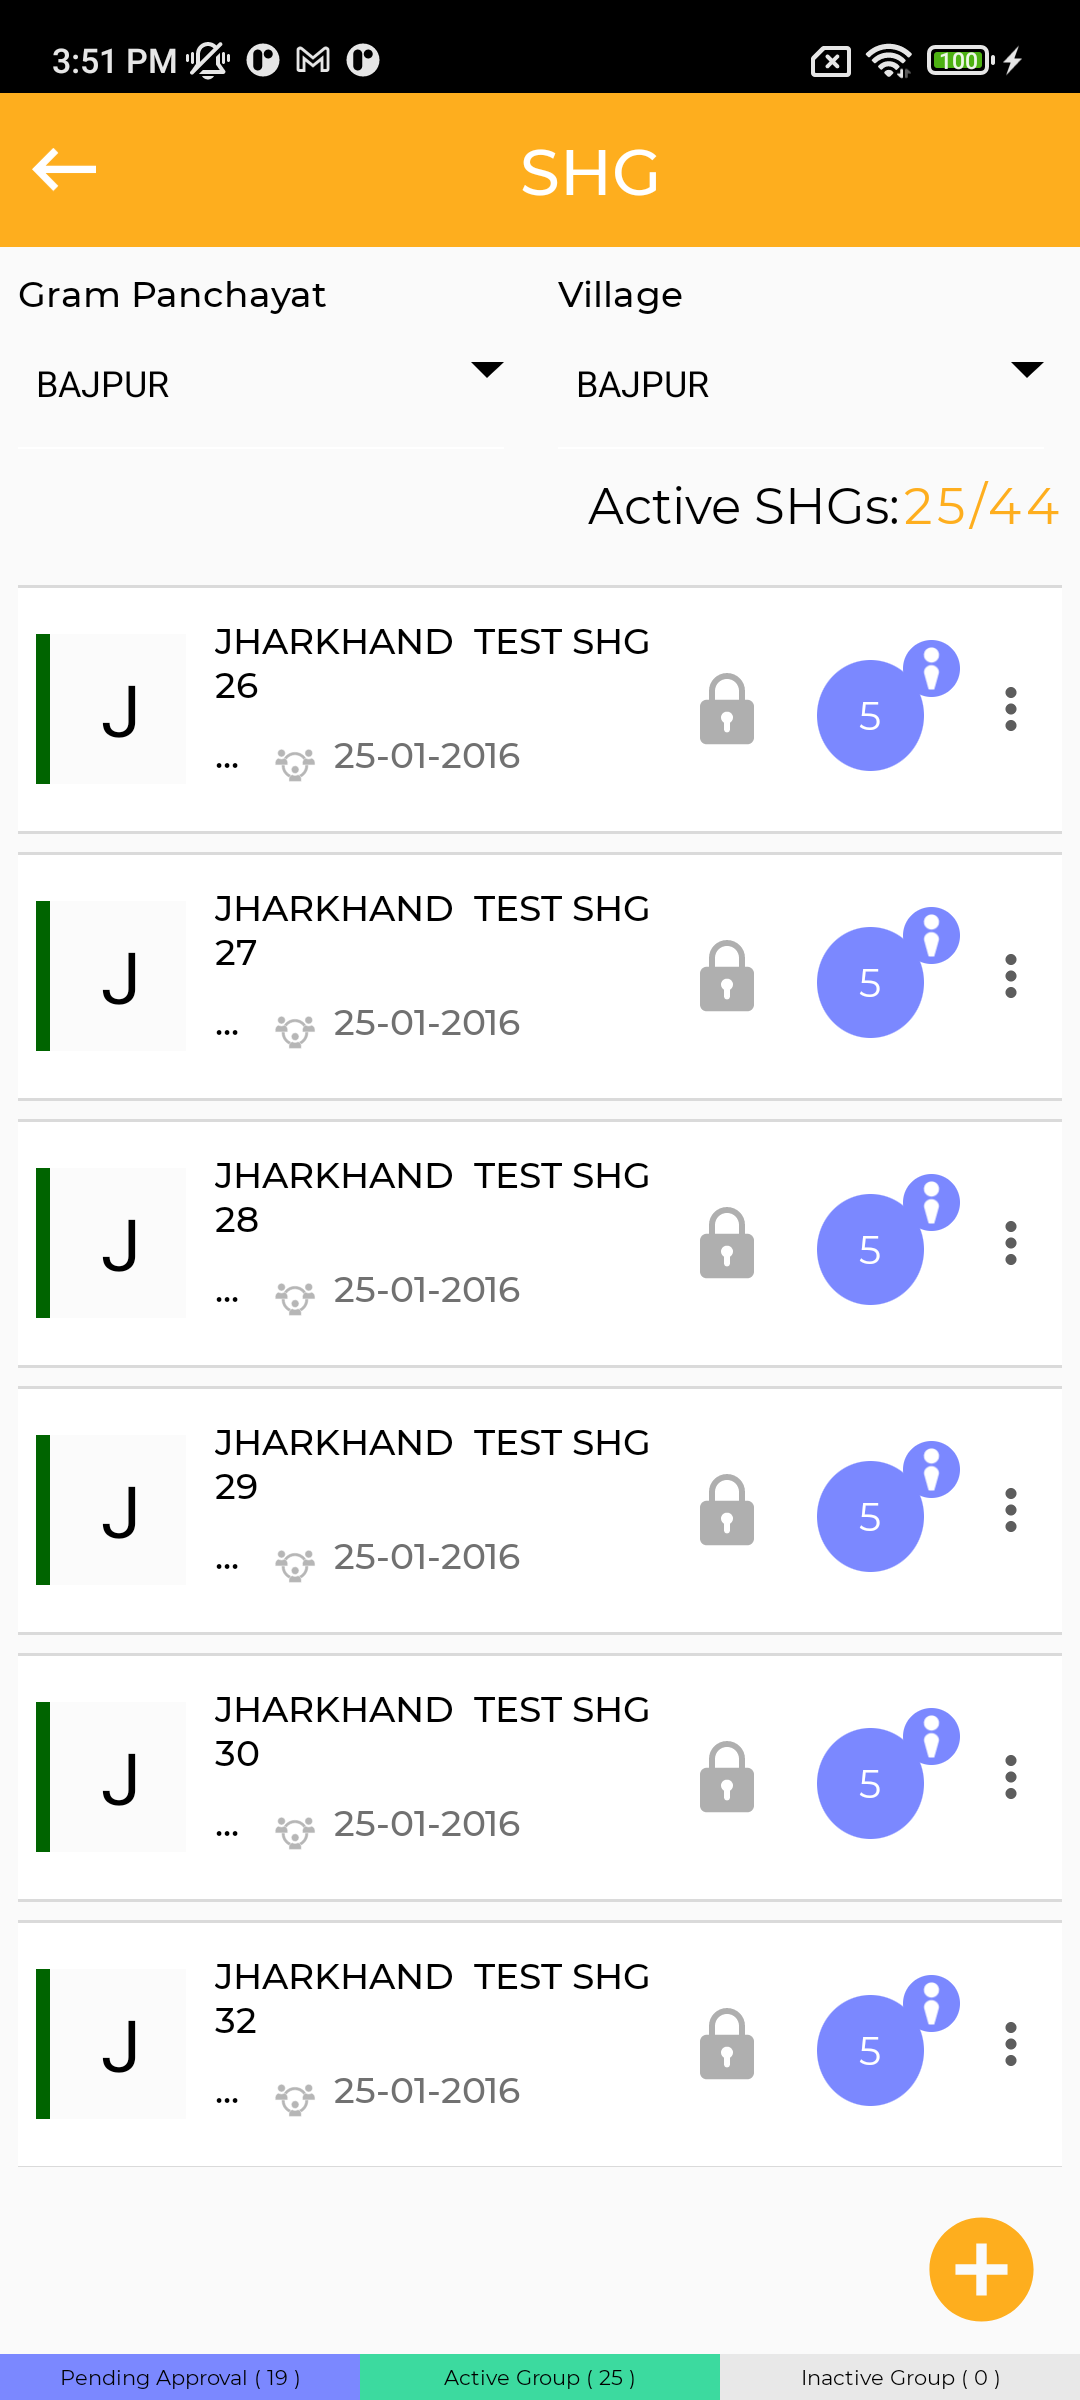 3:51 PM
100
SHG
Gram Panchayat
Village
BAJPUR
BAJPUR
Active SHGs:25/44
J
JHARKHAND  TEST SHG
26
... 25-01-2016
5
J
JHARKHAND  TEST SHG
27
... 25-01-2016
5
J
JHARKHAND  TEST SHG
28
... 25-01-2016
5
J
JHARKHAND  TEST SHG
29
... 25-01-2016
5
J
JHARKHAND  TEST SHG
30
... 25-01-2016
5
J
JHARKHAND  TEST SHG
32
... 25-01-2016
5
Pending Approval ( 19 )
Active Group ( 25 )
Inactive Group ( 0 )